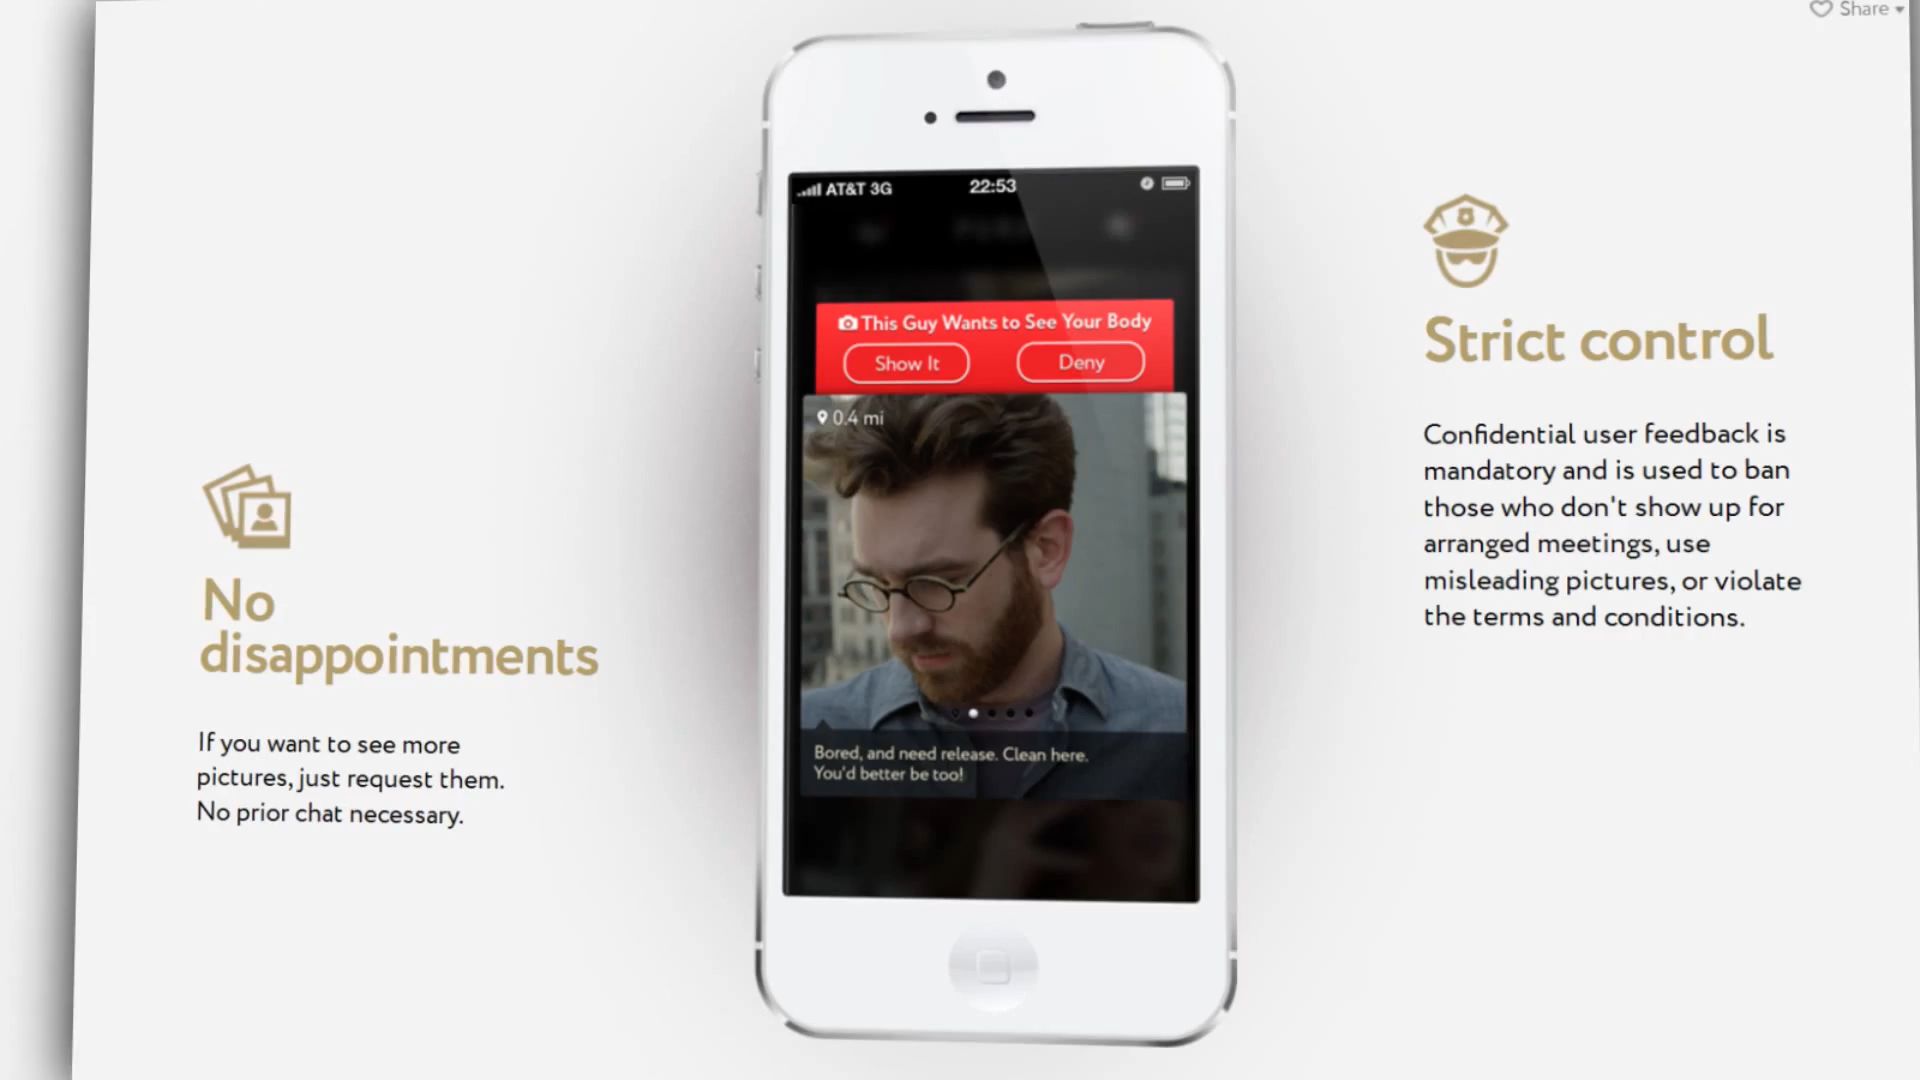 Share
AT&T 3G
22:53
This Guy Wants to See Your Body
Show It
Deny
0.4 mi
Bored, and need release. Clean here.
You'd better be too!
No
disappointments
If you want to see more
pictures, just request them.
No prior chat necessary.
Strict control
Confidential user feedback is
mandatory and is used to ban
those who don't show up for
arranged meetings, use
misleading pictures, or violate
the terms and conditions.